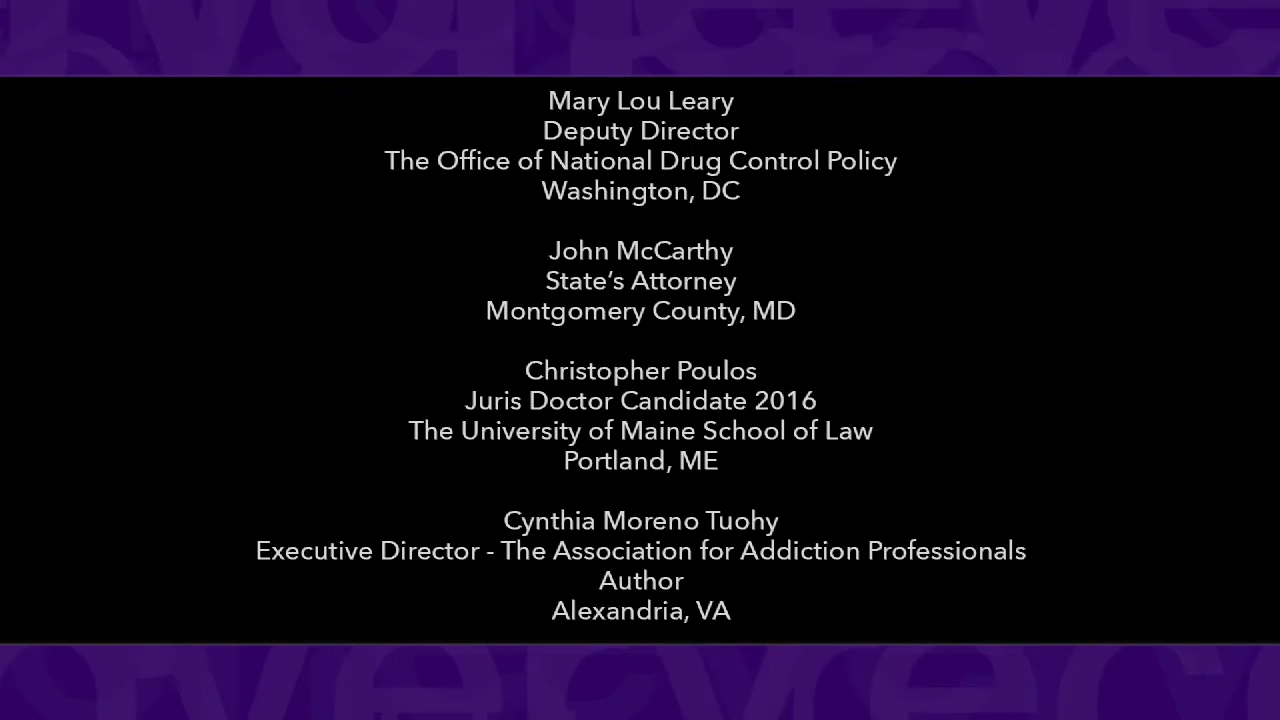 Mary Lou Leary
Deputy Director
The Office of National Drug Control Policy
Washington, DC
John McCarthy
State's Attorney
Montgomery County, MD
Christopher Poulos
Juris Doctor Candidate 2016
The University of Maine School of Law
Portland, ME
Cynthia Moreno Tuohy
Executive Director - The Association for Addiction Professionals
Author
Alexandria, VA